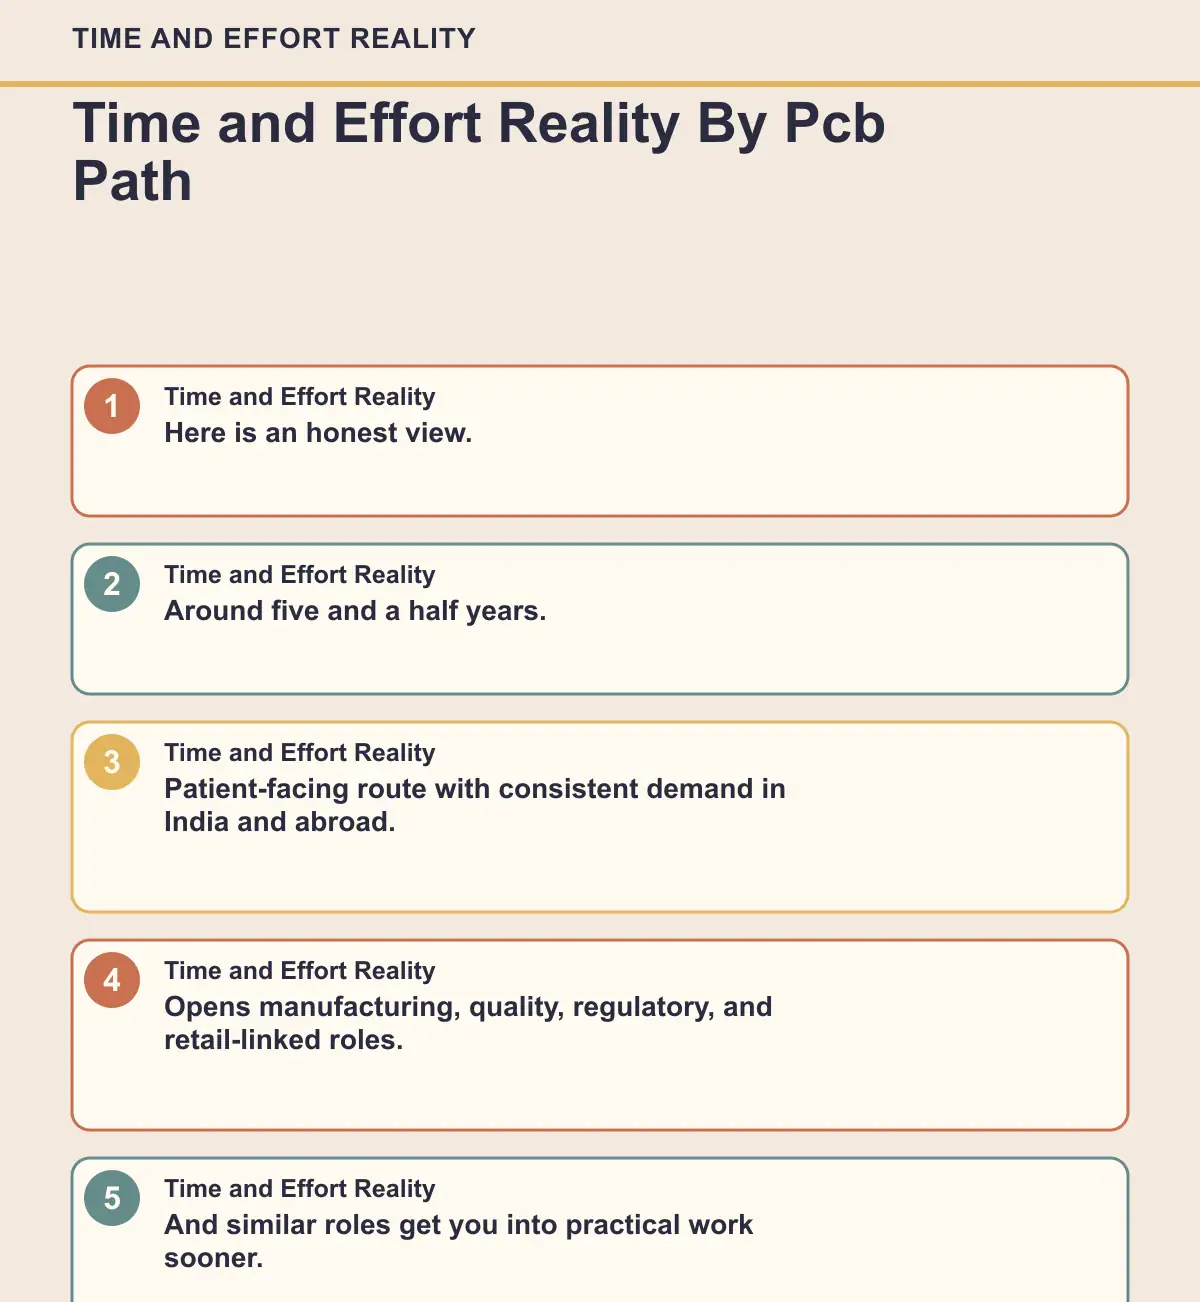 TIME AND EFFORT REALITY
Time and Effort Reality By Pcb
Path
1
Time and Effort Reality
Here is an honest view.
2
Time and Effort Reality
Around five and a half years.
3
Time and Effort Reality
Patient-facing route with consistent demand in
India and abroad.
4
Time and Effort Reality
Opens manufacturing, quality, regulatory, and
retail-linked roles.
5
Time and Effort Reality
And similar roles get you into practical work
sooner.